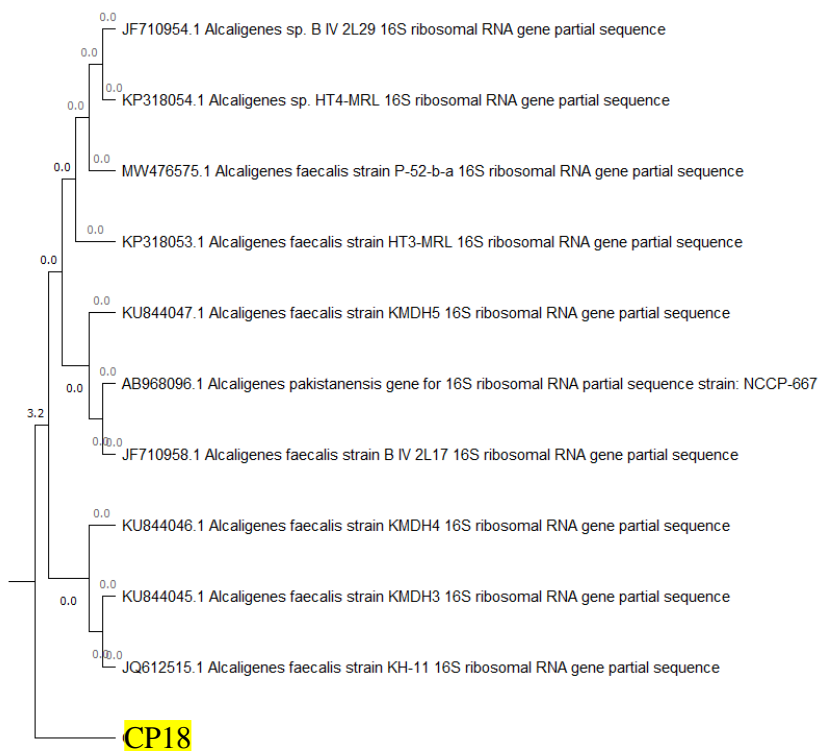 0.0
JF710954.1 Alcaligenes sp. B IV 2L29 16S ribosomal RNA gene partial sequence
0.0
0.0
KP318054.1 Alcaligenes sp. HT4-MRL 16S ribosomal RNA gene partial sequence
0.0
0.0
MW476575.1 Alcaligenes faecalis strain P-52-b-a 16S ribosomal RNA gene partial sequence
0.0
0.0
KP318053.1 Alcaligenes faecalis strain HT3-MRL 16S ribosomal RNA gene partial sequence
0.0
0.0
KU844047.1 Alcaligenes faecalis strain KMDH5 16S ribosomal RNA gene partial sequence
0.0
AB968096.1 Alcaligenes pakistanensis gene for 16S ribosomal RNA partial sequence strain: NCCP-667
0.0
3.2
0.0 0.0
JF710958.1 Alcaligenes faecalis strain B IV 2L17 16S ribosomal RNA gene partial sequence
0.0
KU844046.1 Alcaligenes faecalis strain KMDH4 16S ribosomal RNA gene partial sequence
0.0
0.0
KU844045.1 Alcaligenes faecalis strain KMDH3 16S ribosomal RNA gene partial sequence
0.0 0.0
JQ612515.1 Alcaligenes faecalis strain KH-11 16S ribosomal RNA gene partial sequence
CP18